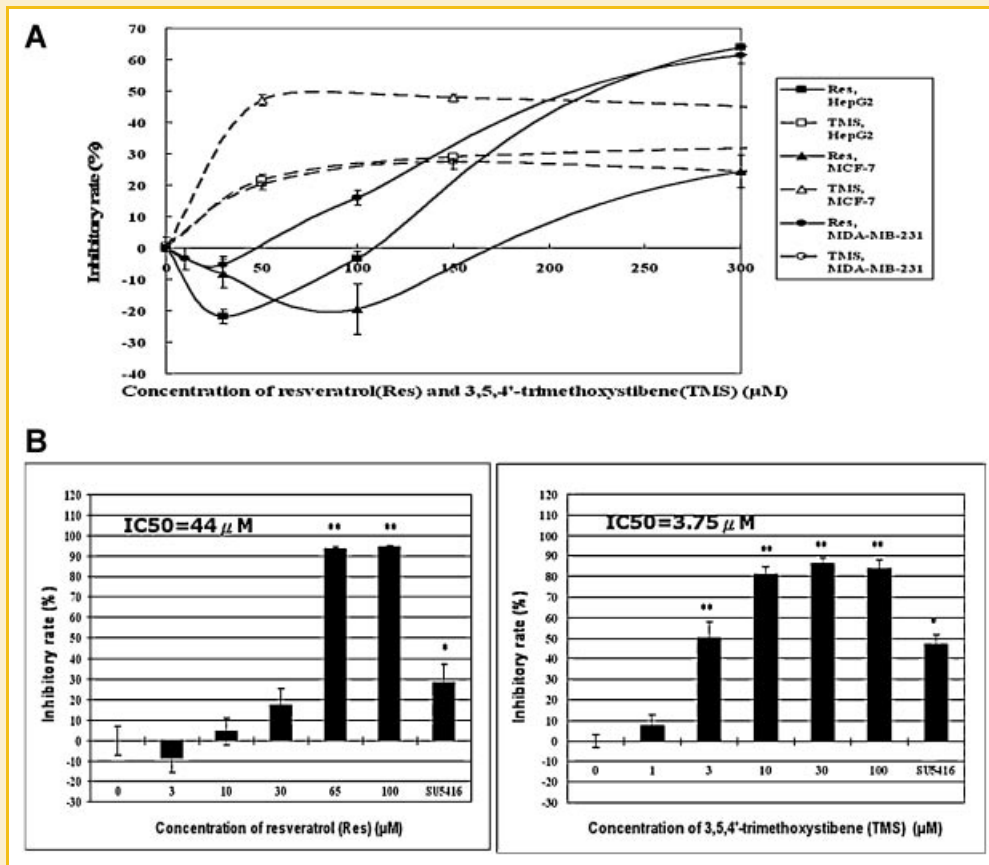 A
70
60
50
40
30
20
10
0
-10
-20
-30
-40
Inhibitory rate (%)
0 50 100 150 200 250 300
Concentration of resveratrol(Res) and 3,5,4'-trimethoxystibene(TMS) (μM)
Res,
HepG2
TMS,
HepG2
Res,
MCF-7
TMS,
MCF-7
Res,
MDA-MB-231
TMS,
MDA-MB-231
B
120
110
100
90
80
70
60
50
40
30
20
10
0
-10
-20
-30
Inhibitory rate (%)
IC50=44 μ M
** **
*
0 3 10 30 65 100 SU5416
Concentration of resveratrol (Res) (μM)
120
110
100
90
80
70
60
50
40
30
20
10
0
-10
-20
-30
Inhibitory rate (%)
IC50=3.75 μ M
** ** ** **
*
0 1 3 10 30 100 SU5416
Concentration of 3,5,4'-trimethoxystibene (TMS) (μM)